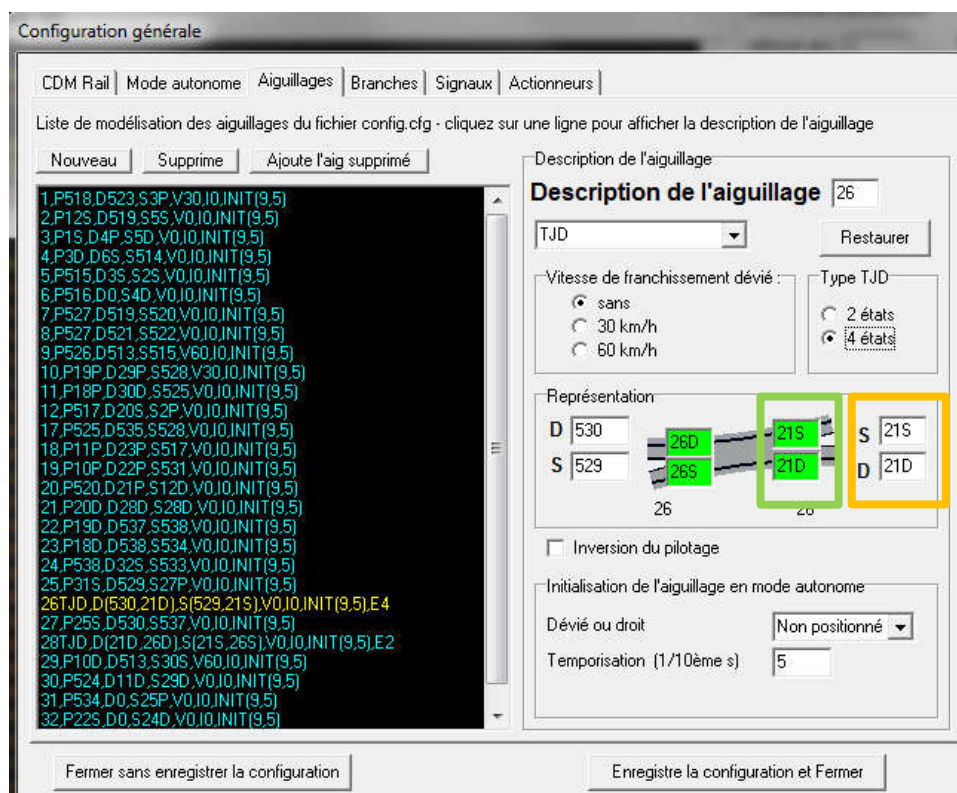 Configuration générale
CDM Rail Mode autonome Aiguillages Branches Signaux Actionneurs
Liste de modélisation des aiguillages du fichier config.cfg - cliquez sur une ligne pour afficher la description de l'aiguillage
Nouveau Supprime Ajoute l'aig supprimé
1,P518,D523,S3P,V30,I0,INIT(9,5)
2,P12S,D519,S5S,V0,I0,INIT(9,5)
3,P1S,D4P,S5D,V0,I0,INIT(9,5)
4,P3D,D6S,S514,V0,I0,INIT(9,5)
5,P515,D3S,S2S,V0,I0,INIT(9,5)
6,P516,D0,S4D,V0,I0,INIT(9,5)
7,P527,D519,S520,V0,I0,INIT(9,5)
8,P527,D521,S522,V0,I0,INIT(9,5)
9,P526,D513,S515,V60,I0,INIT(9,5)
10,P19P,D29P,S528,V30,I0,INIT(9,5)
11,P18P,D30D,S525,V0,I0,INIT(9,5)
12,P517,D20S,S2P,V0,I0,INIT(9,5)
17,P525,D535,S528,V0,I0,INIT(9,5)
18,P11P,D23P,S517,V0,I0,INIT(9,5)
19,P10P,D22P,S531,V0,I0,INIT(9,5)
20,P520,D21P,S12D,V0,I0,INIT(9,5)
21,P20D,D28D,S28D,V0,I0,INIT(9,5)
22,P19D,D537,S538,V0,I0,INIT(9,5)
23,P18D,D538,S534,V0,I0,INIT(9,5)
24,P538,D32S,S533,V0,I0,INIT(9,5)
25,P31S,D529,S27P,V0,I0,INIT(9,5)
26TJD,D(530,21D),S(529,21S),V0,I0,INIT(9,5),E4
27,P25S,D530,S537,V0,I0,INIT(9,5)
28TJD,D(21D,26D),S(21S,26S),V0,I0,INIT(9,5),E2
29,P10D,D513,S30S,V60,I0,INIT(9,5)
30,P524,D11D,S29D,V0,I0,INIT(9,5)
31,P534,D0,S25P,V0,I0,INIT(9,5)
32,P22S,D0,S24D,V0,I0,INIT(9,5)
Description de l'aiguillage
Description de l'aiguillage 26
TJD Restaurer
Vitesse de franchissement dévié : Type TJD
sans
30 km/h
60 km/h
2 états
4 états
Représentation
D 530 26D 21S S 21S
S 529 26S 21D D 21D
26
Inversion du pilotage
Initialisation de l'aiguillage en mode autonome
Dévié ou droit Non positionné
Temporisation (1/10ème s) 5
Fermer sans enregistrer la configuration Enregistre la configuration et Fermer